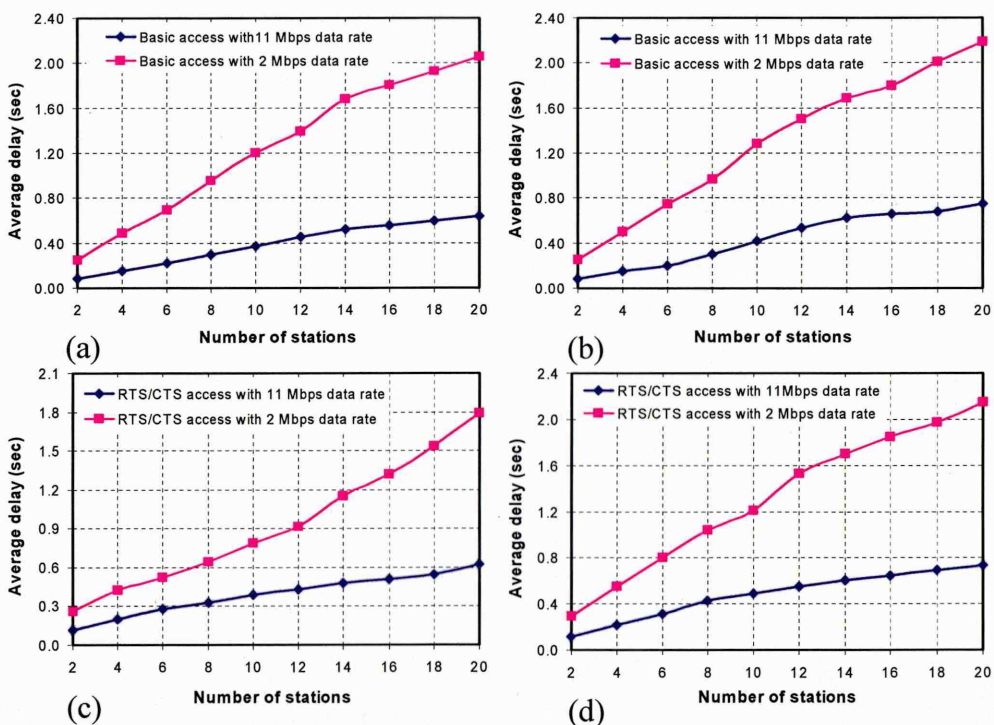 2.40
2.00
1.60
1.20
0.80
0.40
0.00
Average delay (sec)
Basic access with11 Mbps data rate
Basic access with 2 Mbps data rate
2 4 6 8 10 12 14 16 18 20
Number of stations
(a)
2.40
2.00
1.60
1.20
0.80
0.40
0.00
Average delay (sec)
Basic access with 11 Mbps data rate
Basic access with 2 Mbps data rate
2 4 6 8 10 12 14 16 18 20
Number of stations
(b)
2.1
1.8
1.5
1.2
0.9
0.6
0.3
0.0
Average delay (sec)
RTS/CTS access with 11 Mbps data rate
RTS/CTS access with 2 Mbps data rate
2 4 6 8 10 12 14 16 18 20
Number of stations
(c)
2.4
2.0
1.6
1.2
0.8
0.4
0.0
Average delay (sec)
RTS/CTS access with 11Mbps data rate
RTS/CTS access with 2 Mbps data rate
2 4 6 8 10 12 14 16 18 20
Number of stations
(d)